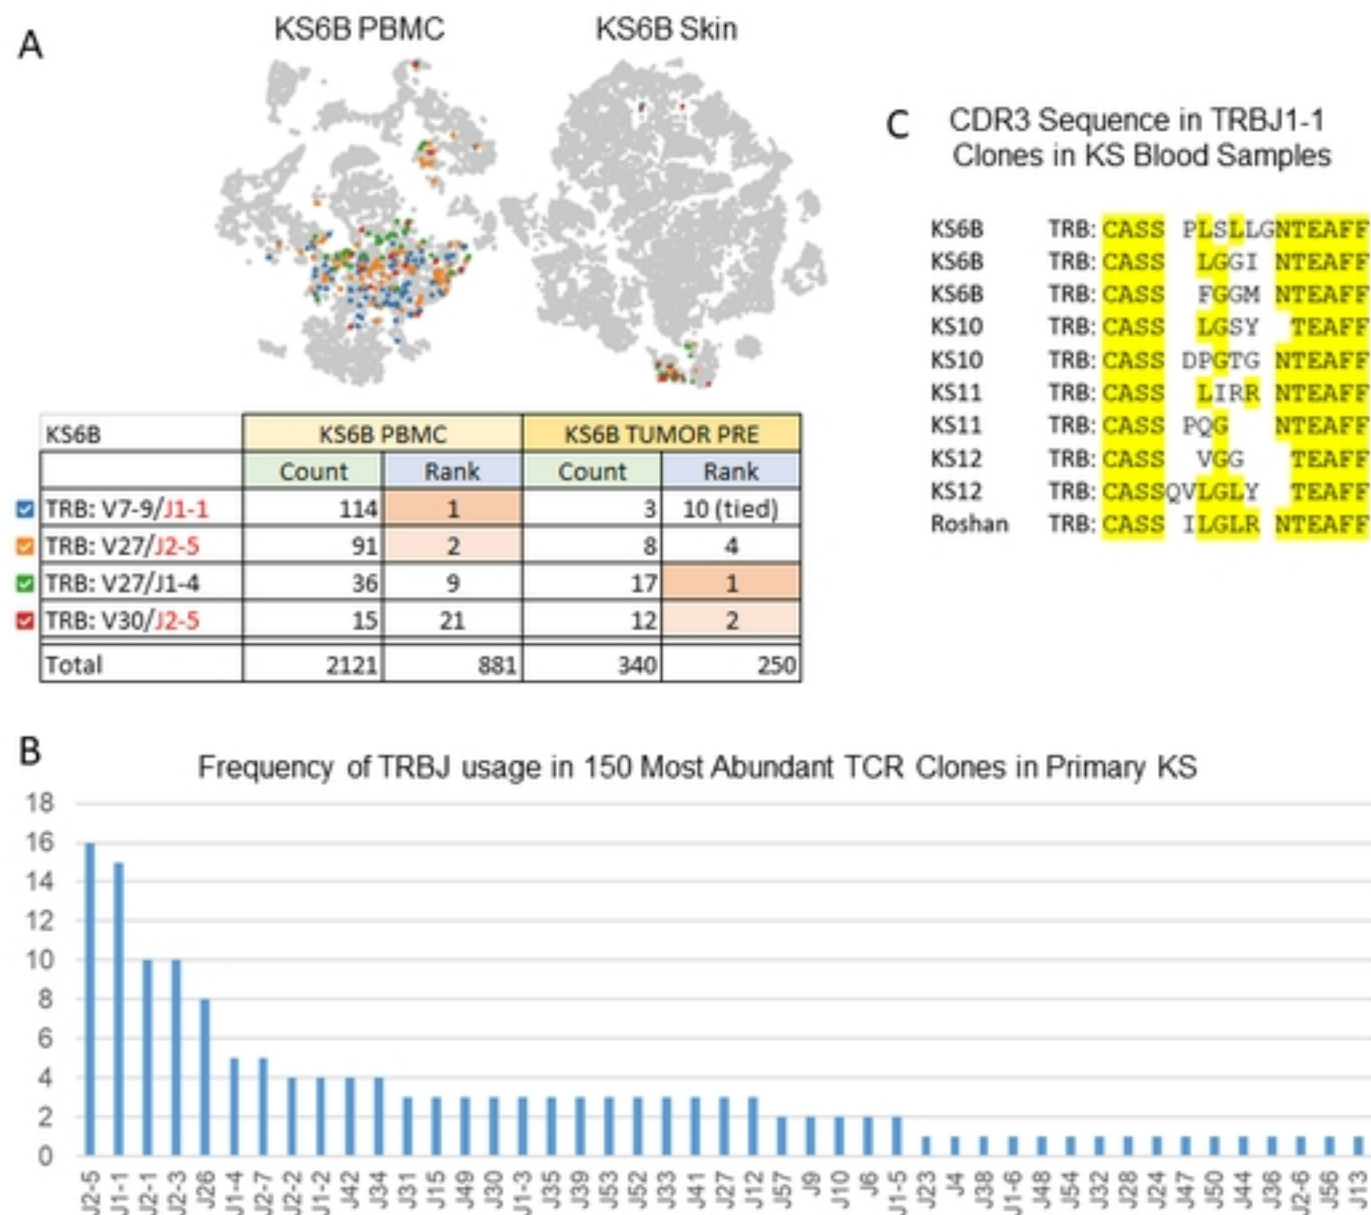 A
KS6B PBMC
KS6B Skin
KS6B KS6B PBMC KS6B TUMOR PRE
Count Rank Count Rank
TRB: V7-9/J1-1 114 1 3 10 (tied)
TRB: V27/J2-5 91 2 8 4
TRB: V27/J1-4 36 9 17 1
TRB: V30/J2-5 15 21 12 2
Total 2121 881 340 250
C
CDR3 Sequence in TRBJ1-1
Clones in KS Blood Samples
KS6B TRB: CASS PLSLLGNTEAFF
KS6B TRB: CASS LGGI NTEAFF
KS6B TRB: CASS FGGM NTEAFF
KS10 TRB: CASS LGSY TEAFF
KS10 TRB: CASS DPGTG NTEAFF
KS11 TRB: CASS LIRR NTEAFF
KS11 TRB: CASS PQG NTEAFF
KS12 TRB: CASS VGG TEAFF
KS12 TRB: CASSQVLGLY TEAFF
Roshan TRB: CASS ILGLR NTEAFF
B
Frequency of TRBJ usage in 150 Most Abundant TCR Clones in Primary KS
18
16
14
12
10
8
6
4
2
0
J2-5 J1-1 J2-1 J2-3 J26 J1-4 J2-7 J2-2 J1-2 J42 J34 J31 J15 J49 J30 J1-3 J35 J39 J53 J52 J33 J41 J27 J12 J57 J9 J10 J6 J1-5 J23 J4 J38 J1-6 J48 J54 J32 J28 J24 J47 J50 J44 J36 J2-6 J56 J13